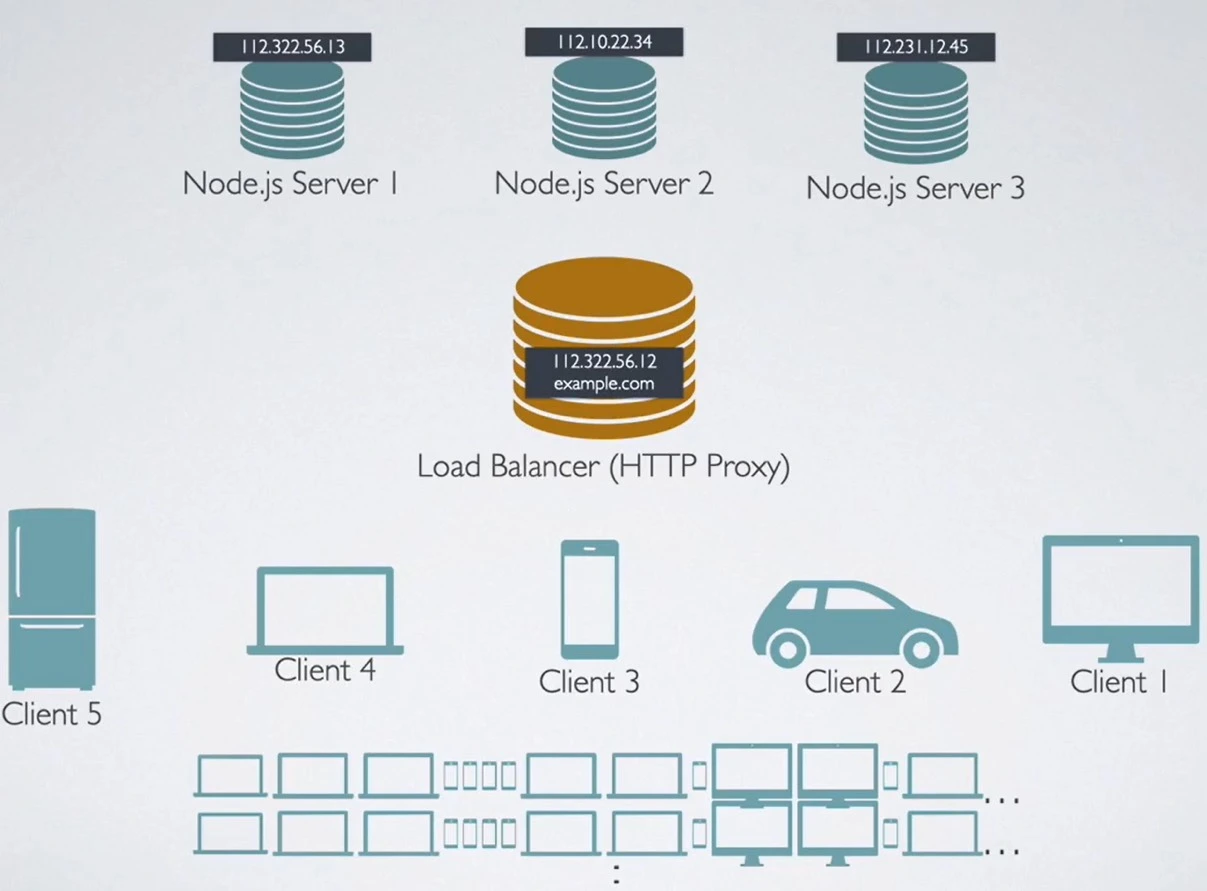 112.322.56.13
112.10.22.34
112.231.12.45
Node.js Server 1
Node.js Server 2
Node.js Server 3
112.322.56.12
example.com
Load Balancer (HTTP Proxy)
Client 5
Client 4
Client 3
Client 2
Client 1
...
...
: